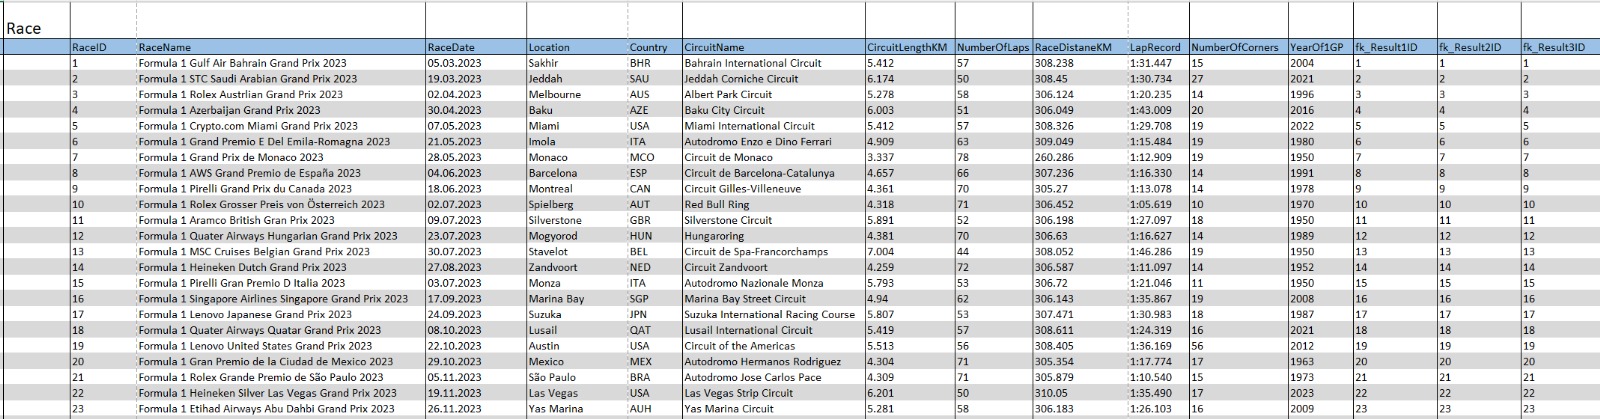 Race
RaceID RaceName RaceDate Location Country CircuitName CircuitLengthKM NumberOfLaps RaceDistaneKM LapRecord NumberOfCorners YearOf1GP fk_Result1ID fk_Result2ID fk_Result3ID
1 Formula 1 Gulf Air Bahrain Grand Prix 2023 05.03.2023 Sakhir BHR Bahrain International Circuit 5.412 57 308.238 1:31.447 15 2004 1 1 1
2 Formula 1 STC Saudi Arabian Grand Prix 2023 19.03.2023 Jeddah SAU Jeddah Corniche Circuit 6.174 50 308.45 1:30.734 27 2021 2 2 2
3 Formula 1 Rolex Austrlian Grand Prix 2023 02.04.2023 Melbourne AUS Albert Park Circuit 5.278 58 306.124 1:20.235 14 1996 3 3 3
4 Formula 1 Azerbaijan Grand Prix 2023 30.04.2023 Baku AZE Baku City Circuit 6.003 51 306.049 1:43.009 20 2016 4 4 4
5 Formula 1 Crypto.com Miami Grand Prix 2023 07.05.2023 Miami USA Miami International Circuit 5.412 57 308.326 1:29.708 19 2022 5 5 5
6 Formula 1 Grand Premio E Del Emila-Romagna 2023 21.05.2023 Imola ITA Autodromo Enzo e Dino Ferrari 4.909 63 309.049 1:15.484 19 1980 6 6 6
7 Formula 1 Grand Prix de Monaco 2023 28.05.2023 Monaco MCO Circuit de Monaco 3.337 78 260.286 1:12.909 19 1950 7 7 7
8 Formula 1 AWS Grand Premio de España 2023 04.06.2023 Barcelona ESP Circuit de Barcelona-Catalunya 4.657 66 307.236 1:16.330 14 1991 8 8 8
9 Formula 1 Pirelli Grand Prix du Canada 2023 18.06.2023 Montreal CAN Circuit Gilles-Villeneuve 4.361 70 305.27 1:13.078 14 1978 9 9 9
10 Formula 1 Rolex Grosser Preis von Österreich 2023 02.07.2023 Spielberg AUT Red Bull Ring 4.318 71 306.452 1:05.619 10 1970 10 10 10
11 Formula 1 Aramco British Gran Prix 2023 09.07.2023 Silverstone GBR Silverstone Circuit 5.891 52 306.198 1:27.097 18 1950 11 11 11
12 Formula 1 Quater Airways Hungarian Grand Prix 2023 23.07.2023 Mogyorod HUN Hungaroring 4.381 70 306.63 1:16.627 14 1989 12 12 12
13 Formula 1 MSC Cruises Belgian Grand Prix 2023 30.07.2023 Stavelot BEL Circuit de Spa-Francorchamps 7.004 44 308.052 1:46.286 19 1950 13 13 13
14 Formula 1 Heineken Dutch Grand Prix 2023 27.08.2023 Zandvoort NED Circuit Zandvoort 4.259 72 306.587 1:11.097 14 1952 14 14 14
15 Formula 1 Pirelli Gran Premio D Italia 2023 03.07.2023 Monza ITA Autodromo Nazionale Monza 5.793 53 306.72 1:21.046 11 1950 15 15 15
16 Formula 1 Singapore Airlines Singapore Grand Prix 2023 17.09.2023 Marina Bay SGP Marina Bay Street Circuit 4.94 62 306.143 1:35.867 19 2008 16 16 16
17 Formula 1 Lenovo Japanese Grand Prix 2023 24.09.2023 Suzuka JPN Suzuka International Racing Course 5.807 53 307.471 1:30.983 18 1987 17 17 17
18 Formula 1 Quater Airways Quatar Grand Prix 2023 08.10.2023 Lusail QAT Lusail International Circuit 5.419 57 308.611 1:24.319 16 2021 18 18 18
19 Formula 1 Lenovo United States Grand Prix 2023 22.10.2023 Austin USA Circuit of the Americas 5.513 56 308.405 1:36.169 56 2012 19 19 19
20 Formula 1 Gran Premio de la Ciudad de Mexico 2023 29.10.2023 Mexico MEX Autodromo Hermanos Rodriguez 4.304 71 305.354 1:17.774 17 1963 20 20 20
21 Formula 1 Rolex Grande Premio de São Paulo 2023 05.11.2023 São Paulo BRA Autodromo Jose Carlos Pace 4.309 71 305.879 1:10.540 15 1973 21 21 21
22 Formula 1 Heineken Silver Las Vegas Grand Prix 2023 19.11.2023 Las Vegas USA Las Vegas Strip Circuit 6.201 50 310.05 1:35.490 17 2023 22 22 22
23 Formula 1 Etihad Airways Abu Dahbi Grand Prix 2023 26.11.2023 Yas Marina AUH Yas Marina Circuit 5.281 58 306.183 1:26.103 16 2009 23 23 23